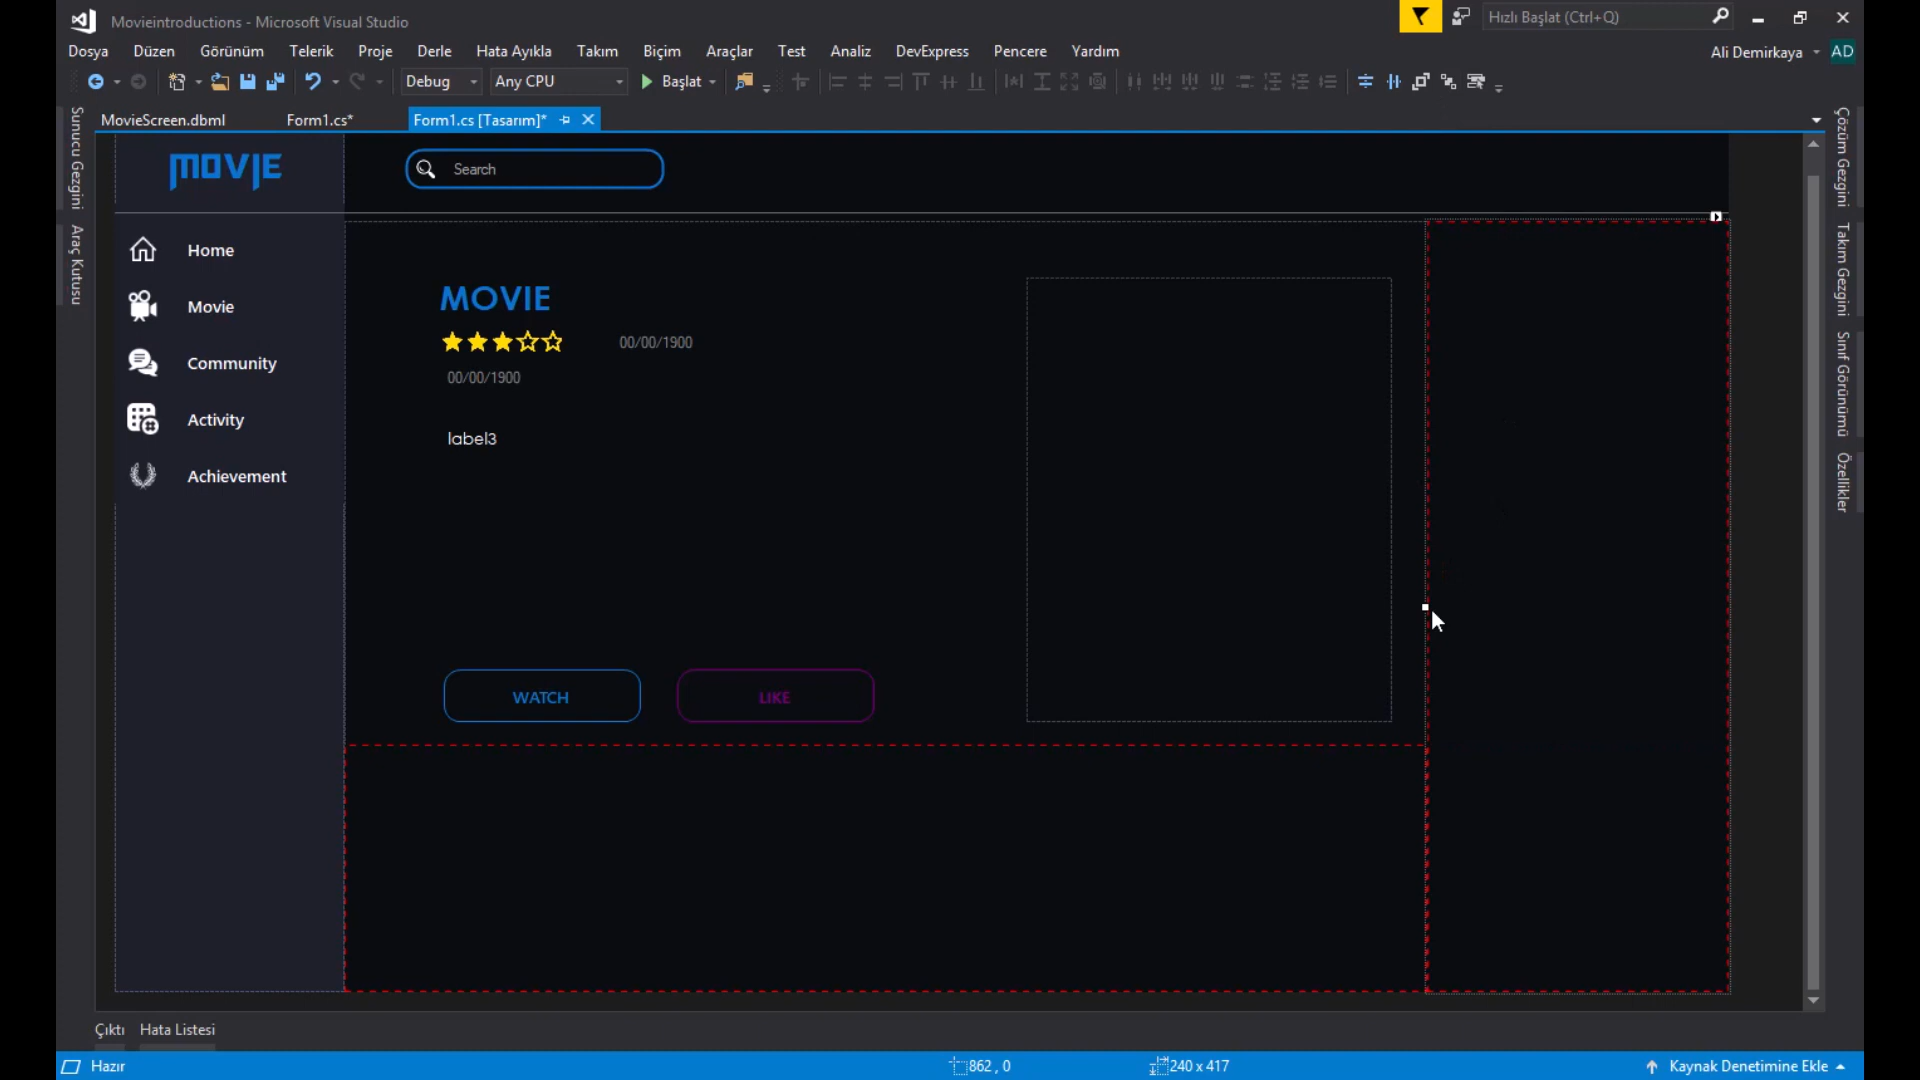 Movieintroductions - Microsoft Visual Studio
Hızlı Başlat (Ctrl+Q)
Dosya Düzen Görünüm Telerik Proje Derle Hata Ayıkla Takım Biçim Araçlar Test Analiz DevExpress Pencere Yardım
Ali Demirkaya AD
Debug Any CPU Başlat
MovieScreen.dbml Form1.cs* Form1.cs [Tasarım]*
Sunucu Gezgini
Araç Kutusu
MOVIE
Search
Home
Movie
Community
Activity
Achievement
MOVIE
00/00/1900
00/00/1900
label3
WATCH LIKE
Çözüm Gezgini
Takım Gezgini
Sınıf Görünümü
Özellikler
Çıktı Hata Listesi
Hazır 862 , 0 240 x 417 Kaynak Denetimine Ekle